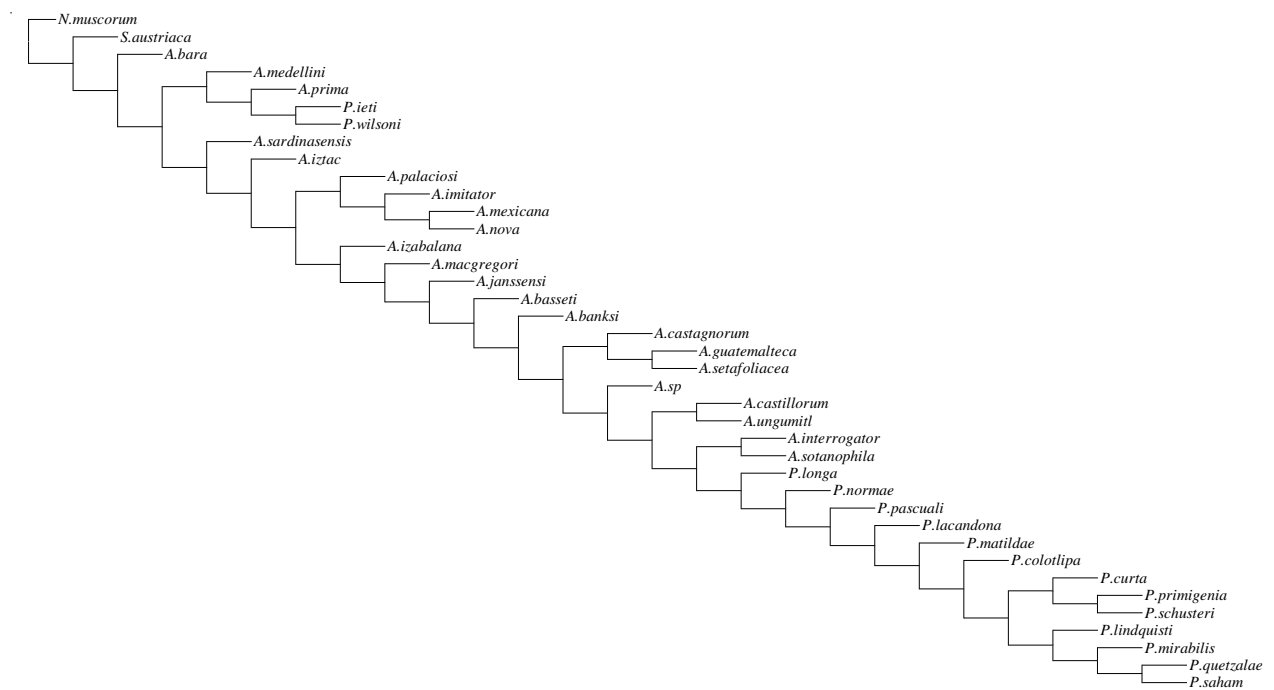 N.muscorum
S.austriaca
A.bara
A.medellini
A.prima
P.ieti
P.wilsoni
A.sardinasensis
A.iztac
A.palaciosi
A.imitator
A.mexicana
A.nova
A.izabalana
A.macgregori
A.janssensi
A.basseti
A.banksi
A.castagnorum
A.guatemalteca
A.setafoliacea
A.sp
A.castillorum
A.ungumitl
A.interrogator
A.sotanophila
P.longa
P.normae
P.pascuali
P.lacandona
P.matildae
P.colotlipa
P.curta
P.primigenia
P.schusteri
P.lindquisti
P.mirabilis
P.quetzalae
P.saham